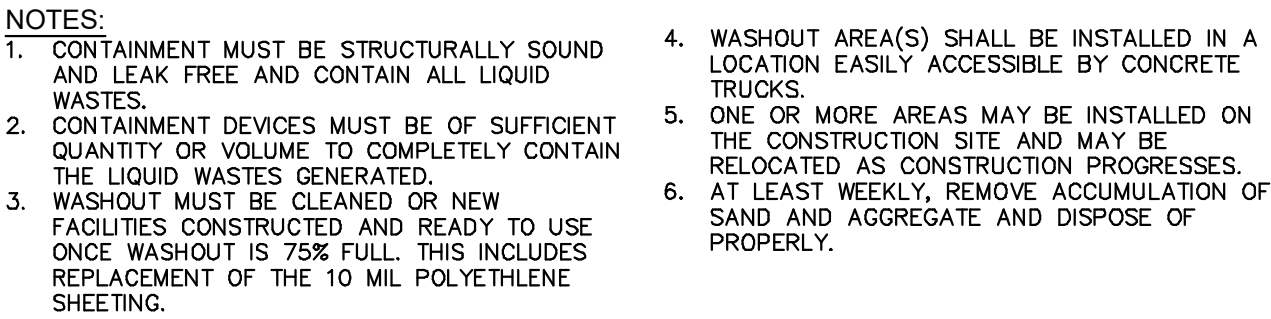 NOTES:
1. CONTAINMENT MUST BE STRUCTURALLY SOUND
AND LEAK FREE AND CONTAIN ALL LIQUID
WASTES.
2. CONTAINMENT DEVICES MUST BE OF SUFFICIENT
QUANTITY OR VOLUME TO COMPLETELY CONTAIN
THE LIQUID WASTES GENERATED.
3. WASHOUT MUST BE CLEANED OR NEW
FACILITIES CONSTRUCTED AND READY TO USE
ONCE WASHOUT IS 75% FULL. THIS INCLUDES
REPLACEMENT OF THE 10 MIL POLYETHLENE
SHEETING.
4. WASHOUT AREA(S) SHALL BE INSTALLED IN A
LOCATION EASILY ACCESSIBLE BY CONCRETE
TRUCKS.
5. ONE OR MORE AREAS MAY BE INSTALLED ON
THE CONSTRUCTION SITE AND MAY BE
RELOCATED AS CONSTRUCTION PROGRESSES.
6. AT LEAST WEEKLY, REMOVE ACCUMULATION OF
SAND AND AGGREGATE AND DISPOSE OF
PROPERLY.